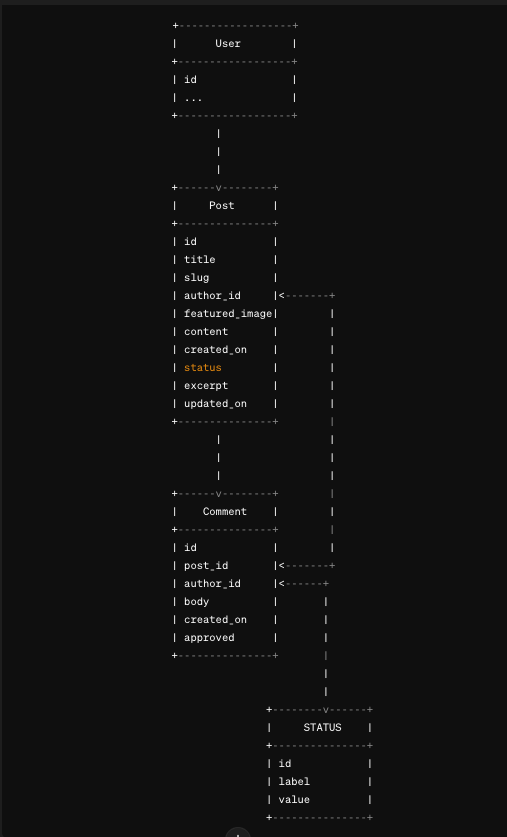 +------------------+
|      User        |
+------------------+
| id               |
| ...              |
+------------------+
|
|
|
+------v--------+
|     Post      |
+---------------+
| id            |
| title         |
| slug          |
| author_id     |<-------+
| featured_image|        |
| content       |        |
| created_on    |        |
| status        |        |
| excerpt       |        |
| updated_on    |        |
+---------------+        |
|                 |
|                 |
|                 |
+------v--------+        |
|    Comment    |        |
+---------------+        |
| id            |        |
| post_id       |<-------+
| author_id     |<------+
| body          |       |
| created_on    |       |
| approved      |       |
+---------------+       |
|
|
+--------v------+
|     STATUS    |
+---------------+
| id            |
| label         |
| value         |
+---------------+